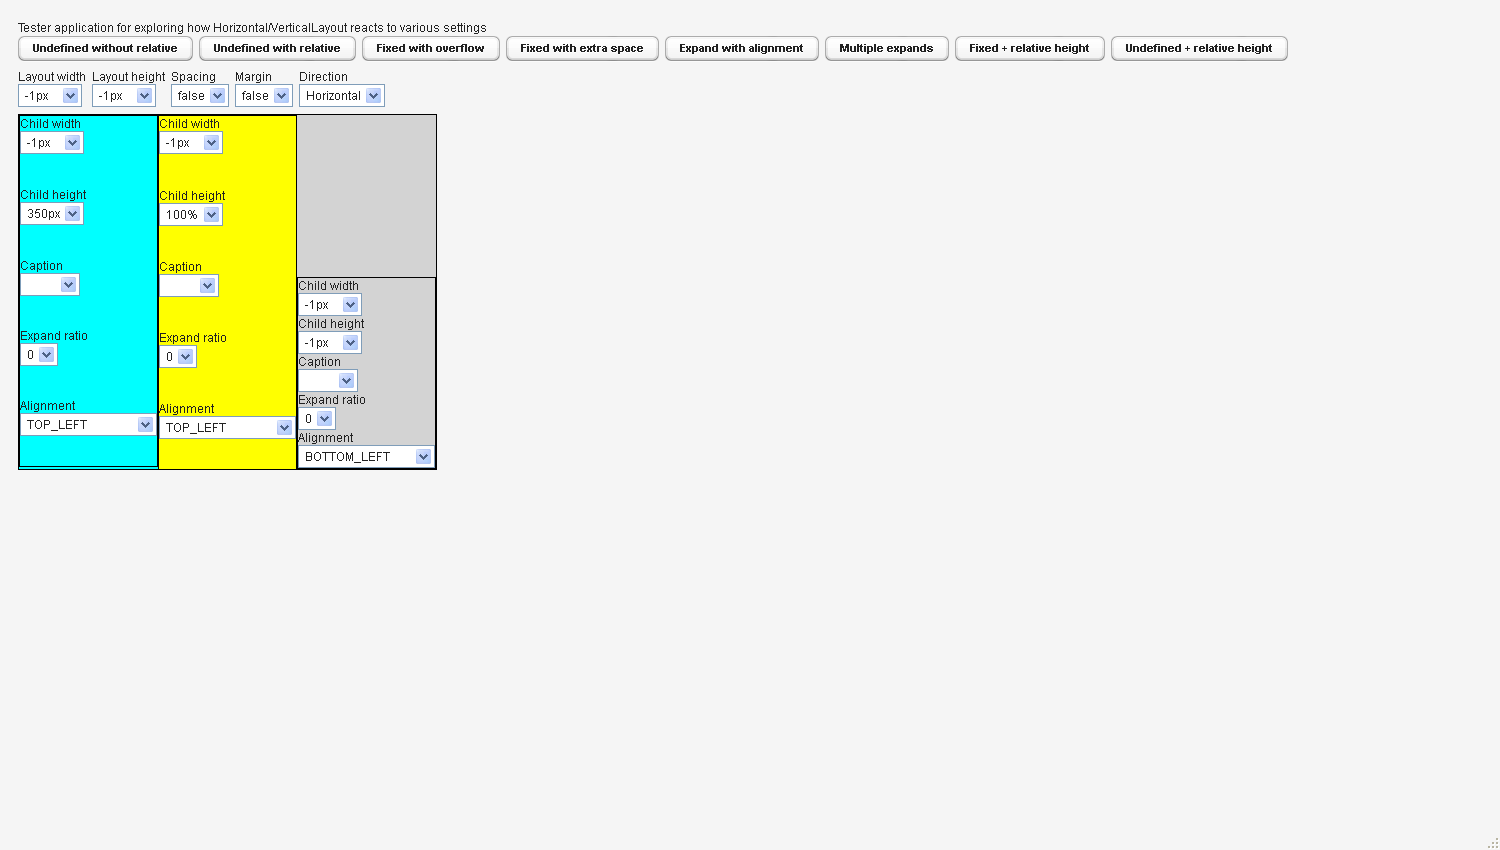 Tester application for exploring how Horizontal/VerticalLayout reacts to various settings
Undefined without relative Undefined with relative Fixed with overflow Fixed with extra space Expand with alignment Multiple expands Fixed + relative height Undefined + relative height
Layout width Layout height Spacing Margin Direction
-1px -1px false false Horizontal
Child width
-1px
Child height
350px
Caption
Expand ratio
0
Alignment
TOP_LEFT
Child width
-1px
Child height
100%
Caption
Expand ratio
0
Alignment
TOP_LEFT
Child width
-1px
Child height
-1px
Caption
Expand ratio
0
Alignment
BOTTOM_LEFT